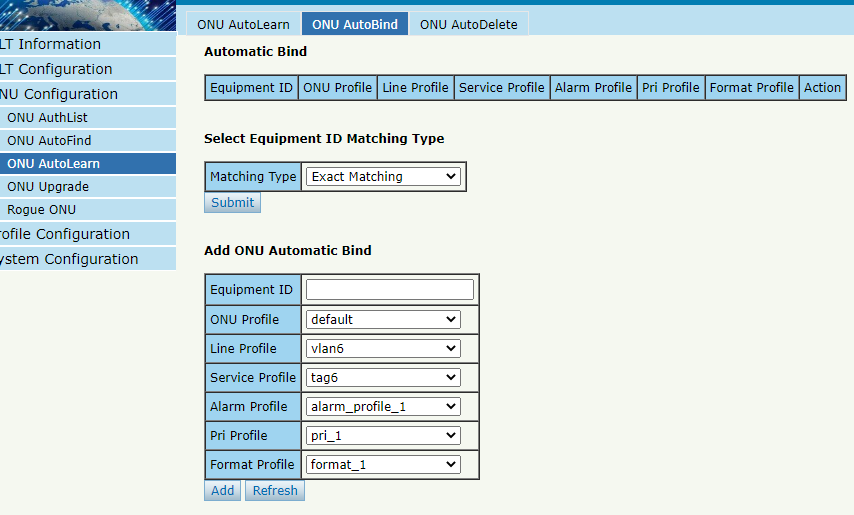 ONU AutoLearn ONU AutoBind ONU AutoDelete
LT Information
LT Configuration
NU Configuration
ONU AuthList
ONU AutoFind
ONU AutoLearn
ONU Upgrade
Rogue ONU
rofile Configuration
ystem Configuration
Automatic Bind
Equipment ID ONU Profile Line Profile Service Profile Alarm Profile Pri Profile Format Profile Action
Select Equipment ID Matching Type
Matching Type Exact Matching
Submit
Add ONU Automatic Bind
Equipment ID
ONU Profile default
Line Profile vlan6
Service Profile tag6
Alarm Profile alarm_profile_1
Pri Profile pri_1
Format Profile format_1
Add Refresh